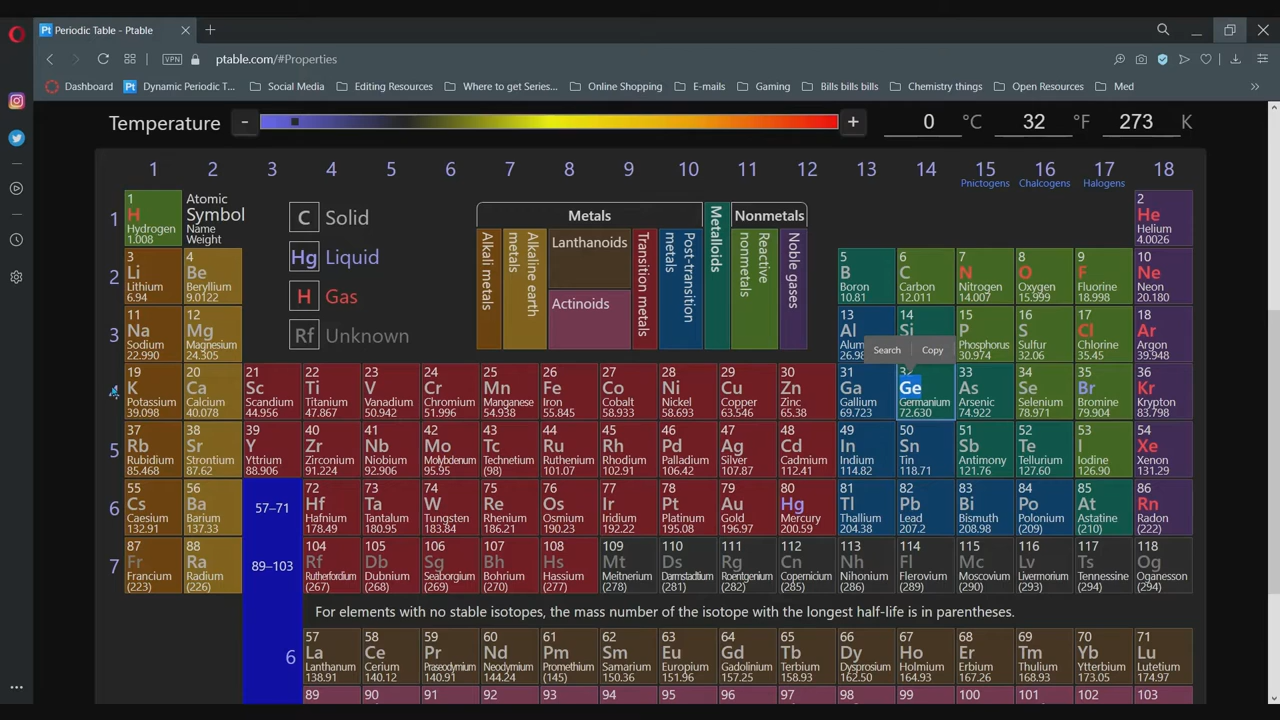 Periodic Table - Ptable
VPN ptable.com/#Properties
Dashboard Dynamic Periodic T... Social Media Editing Resources Where to get Series... Online Shopping E-mails Gaming Bills bills bills Chemistry things Open Resources Med
Temperature - + 0 °C 32 °F 273 K
1 2 3 4 5 6 7 8 9 10 11 12 13 14 15 16 17 18
Pnictogens Chalcogens Halogens
Atomic
Symbol
Name
Weight
C Solid
Hg Liquid
H Gas
Rf Unknown
Metals Metalloids Nonmetals
Alkali metals
Alkaline earth metals
Lanthanoids
Actinoids
Transition metals
Post-transition metals
Reactive nonmetals
Noble gases
1
1 2
H He
Hydrogen Helium
1.008 4.0026
2
3 4 5 6 7 8 9 10
Li Be B C N O F Ne
Lithium Beryllium Boron Carbon Nitrogen Oxygen Fluorine Neon
6.94 9.0122 10.81 12.011 14.007 15.999 18.998 20.180
3
11 12 13 14 15 16 17 18
Na Mg Al Si P S Cl Ar
Sodium Magnesium Phosphorus Sulfur Chlorine Argon
22.990 24.305 30.974 32.06 35.45 39.948
Search Copy
19 20 21 22 23 24 25 26 27 28 29 30 31 33 34 35 36
K Ca Sc Ti V Cr Mn Fe Co Ni Cu Zn Ga Ge As Se Br Kr
Potassium Calcium Scandium Titanium Vanadium Chromium Manganese Iron Cobalt Nickel Copper Zinc Gallium Germanium Arsenic Selenium Bromine Krypton
39.098 40.078 44.956 47.867 50.942 51.996 54.938 55.845 58.933 58.693 63.546 65.38 69.723 72.630 74.922 78.971 79.904 83.798
5
37 38 39 40 41 42 43 44 45 46 47 48 49 50 51 52 53 54
Rb Sr Y Zr Nb Mo Tc Ru Rh Pd Ag Cd In Sn Sb Te I Xe
Rubidium Strontium Yttrium Zirconium Niobium Molybdenum Technetium Ruthenium Rhodium Palladium Silver Cadmium Indium Tin Antimony Tellurium Iodine Xenon
85.468 87.62 88.906 91.224 92.906 95.95 (98) 101.07 102.91 106.42 107.87 112.41 114.82 118.71 121.76 127.60 126.90 131.29
6
55 56 57–71 72 73 74 75 76 77 78 79 80 81 82 83 84 85 86
Cs Ba Hf Ta W Re Os Ir Pt Au Hg Tl Pb Bi Po At Rn
Caesium Barium Hafnium Tantalum Tungsten Rhenium Osmium Iridium Platinum Gold Mercury Thallium Lead Bismuth Polonium Astatine Radon
132.91 137.33 178.49 180.95 183.84 186.21 190.23 192.22 195.08 196.97 200.59 204.38 207.2 208.98 (209) (210) (222)
7
87 88 89–103 104 105 106 107 108 109 110 111 112 113 114 115 116 117 118
Fr Ra Rf Db Sg Bh Hs Mt Ds Rg Cn Nh Fl Mc Lv Ts Og
Francium Radium Rutherfordium Dubnium Seaborgium Bohrium Hassium Meitnerium Darmstadtium Roentgenium Copernicium Nihonium Flerovium Moscovium Livermorium Tennessine Oganesson
(223) (226) (267) (268) (269) (270) (277) (278) (281) (282) (285) (286) (289) (290) (293) (294) (294)
For elements with no stable isotopes, the mass number of the isotope with the longest half-life is in parentheses.
6
57 58 59 60 61 62 63 64 65 66 67 68 69 70 71
La Ce Pr Nd Pm Sm Eu Gd Tb Dy Ho Er Tm Yb Lu
Lanthanum Cerium Praseodymium Neodymium Promethium Samarium Europium Gadolinium Terbium Dysprosium Holmium Erbium Thulium Ytterbium Lutetium
138.91 140.12 140.91 144.24 (145) 150.36 151.96 157.25 158.93 162.50 164.93 167.26 168.93 173.05 174.97
89 90 91 92 93 94 95 96 97 98 99 100 101 102 103